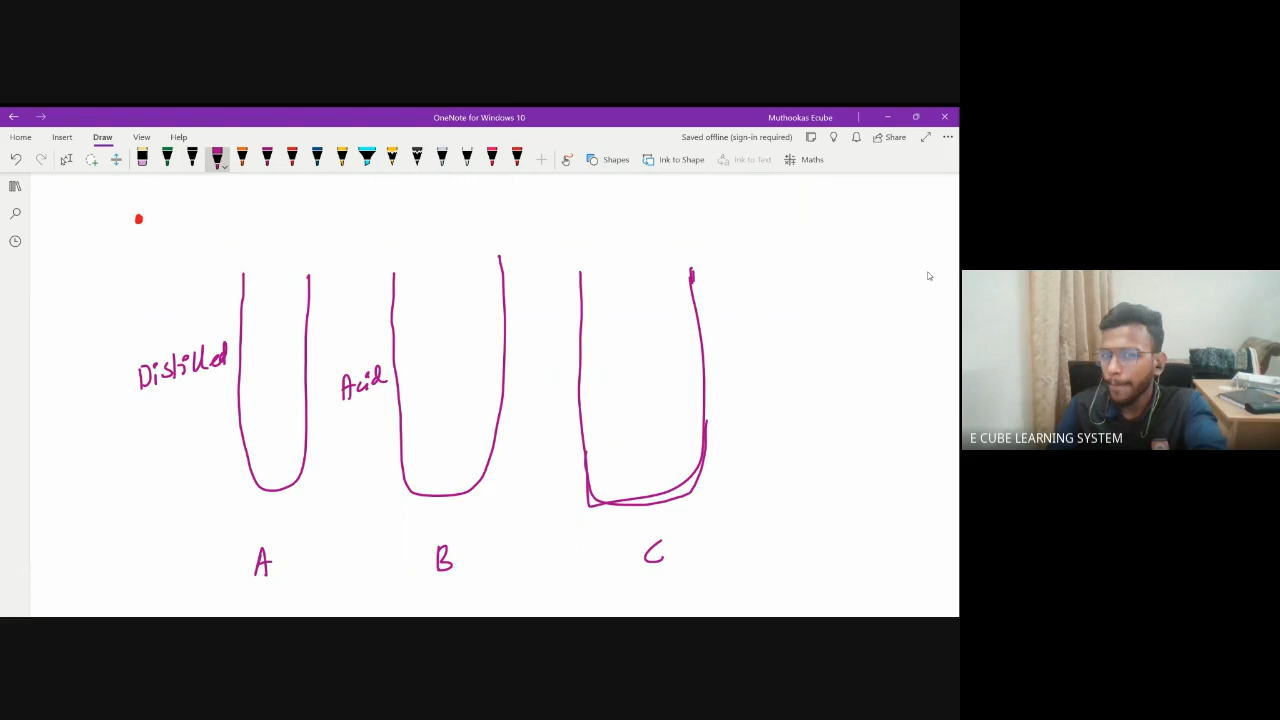 OneNote for Windows 10
Muthookas Ecube
Home Insert Draw View Help
Saved offline (sign-in required)
Share
Shapes
Ink to Shape
Ink to Text
Maths
Distilled
Acid
A B C
E CUBE LEARNING SYSTEM